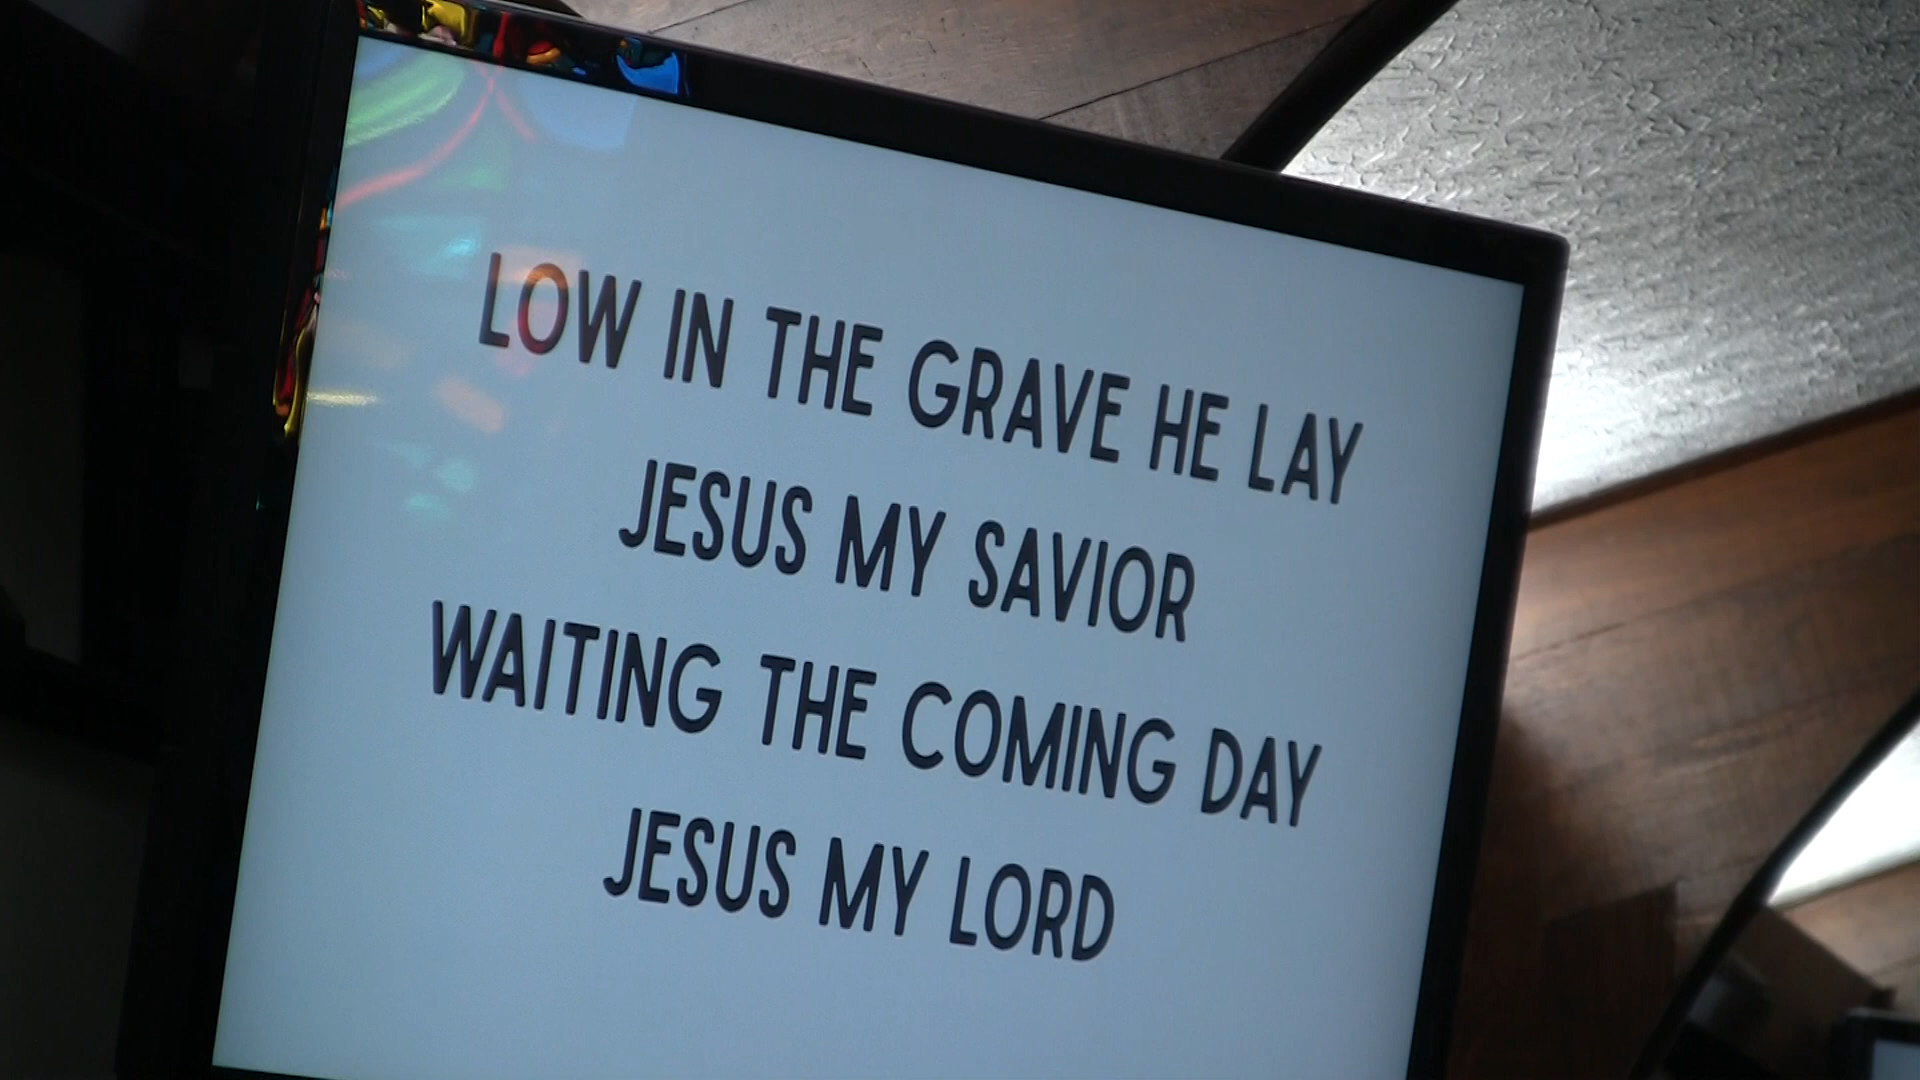 LOW IN THE GRAVE HE LAY
JESUS MY SAVIOR
WAITING THE COMING DAY
JESUS MY LORD